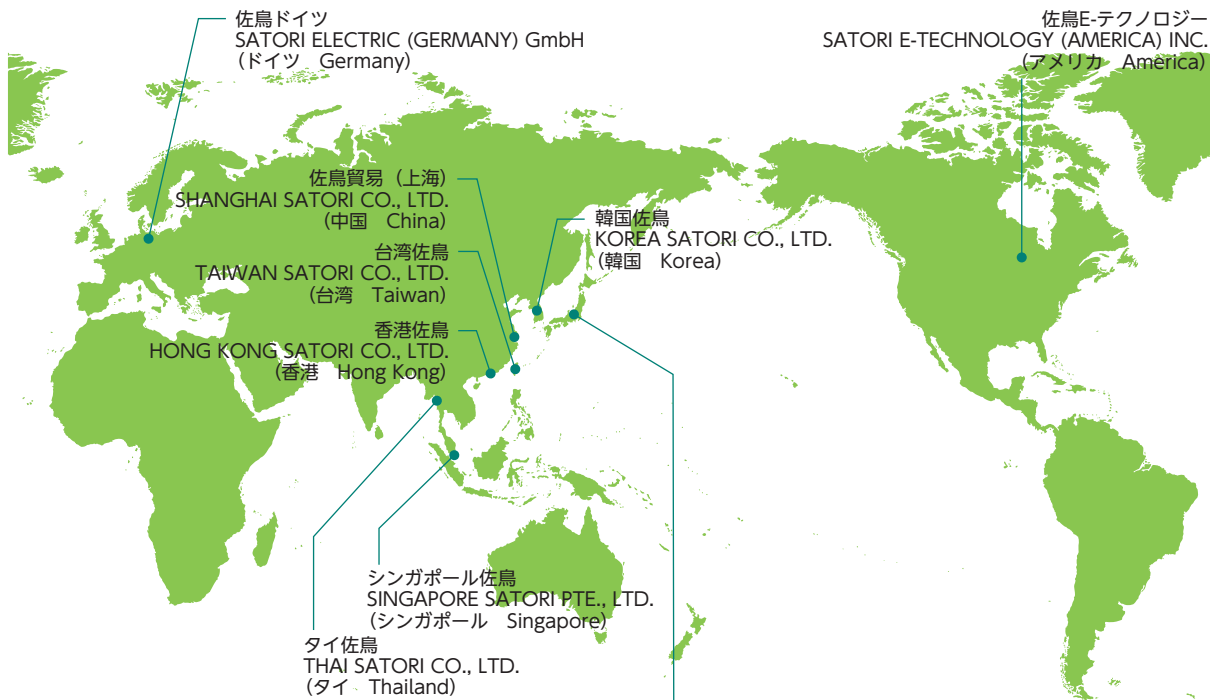 佐鳥ドイツ
SATORI ELECTRIC (GERMANY) GmbH
(ドイツ　Germany)
佐鳥E-テクノロジー
SATORI E-TECHNOLOGY (AMERICA) INC.
(アメリカ　America)
佐鳥貿易（上海）
SHANGHAI SATORI CO., LTD.
(中国　China)
韓国佐鳥
KOREA SATORI CO., LTD.
(韓国　Korea)
台湾佐鳥
TAIWAN SATORI CO., LTD.
(台湾　Taiwan)
香港佐鳥
HONG KONG SATORI CO., LTD.
(香港　Hong Kong)
シンガポール佐鳥
SINGAPORE SATORI PTE., LTD.
(シンガポール　Singapore)
タイ佐鳥
THAI SATORI CO., LTD.
(タイ　Thailand)